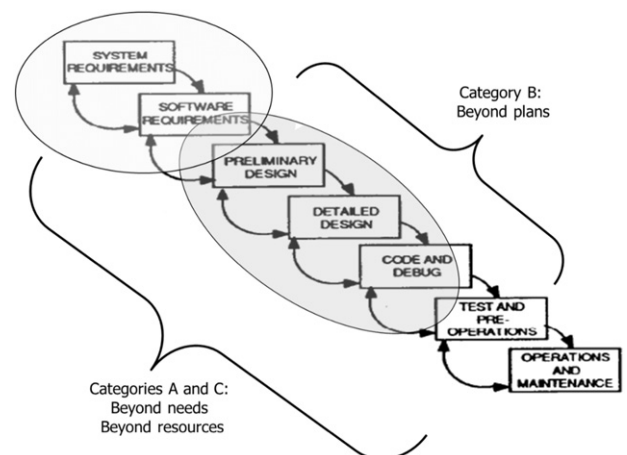 SYSTEM
REQUIREMENTS
SOFTWARE
REQUIREMENTS
Category B:
Beyond plans
PRELIMINARY
DESIGN
DETAILED
DESIGN
CODE AND
DEBUG
TEST AND
PRE-
OPERATIONS
OPERATIONS
AND
MAINTENANCE
Categories A and C:
Beyond needs
Beyond resources